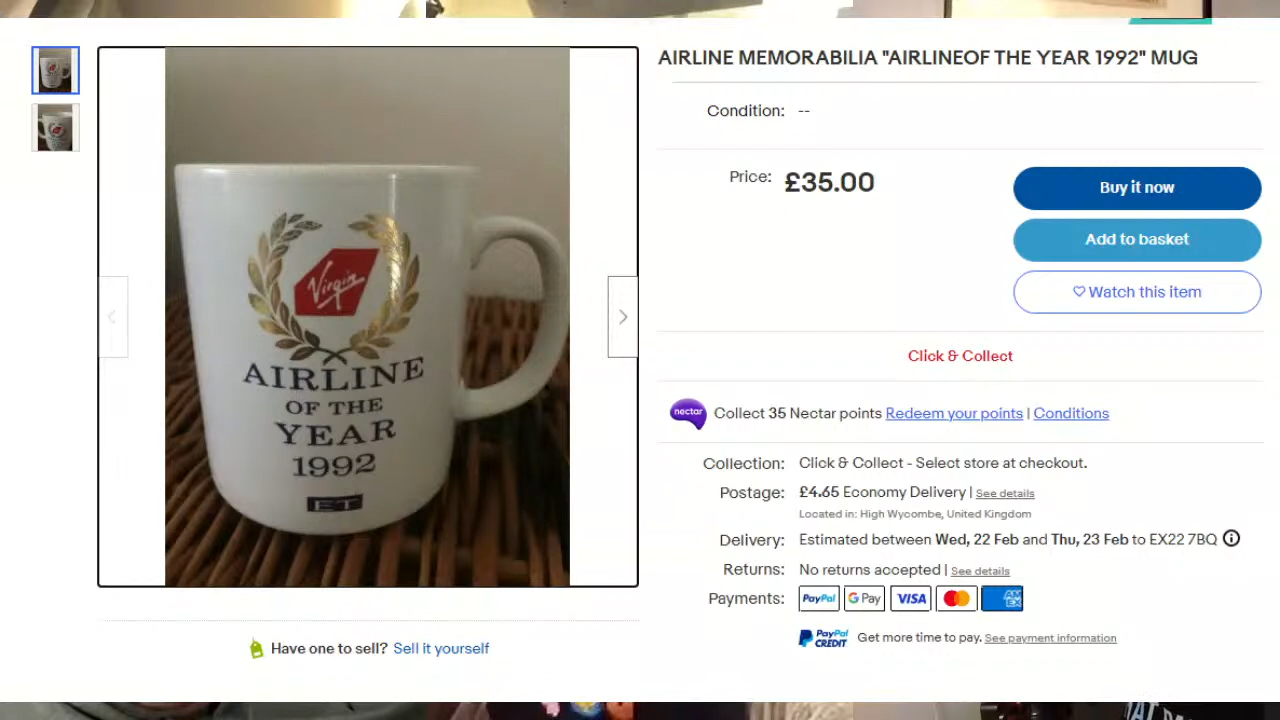 AIRLINE MEMORABILIA "AIRLINEOF THE YEAR 1992" MUG
Condition: --
Price: £35.00
Buy it now
Add to basket
Watch this item
Click & Collect
nectar Collect 35 Nectar points Redeem your points | Conditions
Collection: Click & Collect - Select store at checkout.
Postage: £4.65 Economy Delivery | See details
Located in: High Wycombe, United Kingdom
Delivery: Estimated between Wed, 22 Feb and Thu, 23 Feb to EX22 7BQ
Returns: No returns accepted | See details
Payments: PayPal G Pay VISA AM EX
PayPal CREDIT Get more time to pay. See payment information
Virgin
AIRLINE
OF THE
YEAR
1992
ET
Have one to sell? Sell it yourself